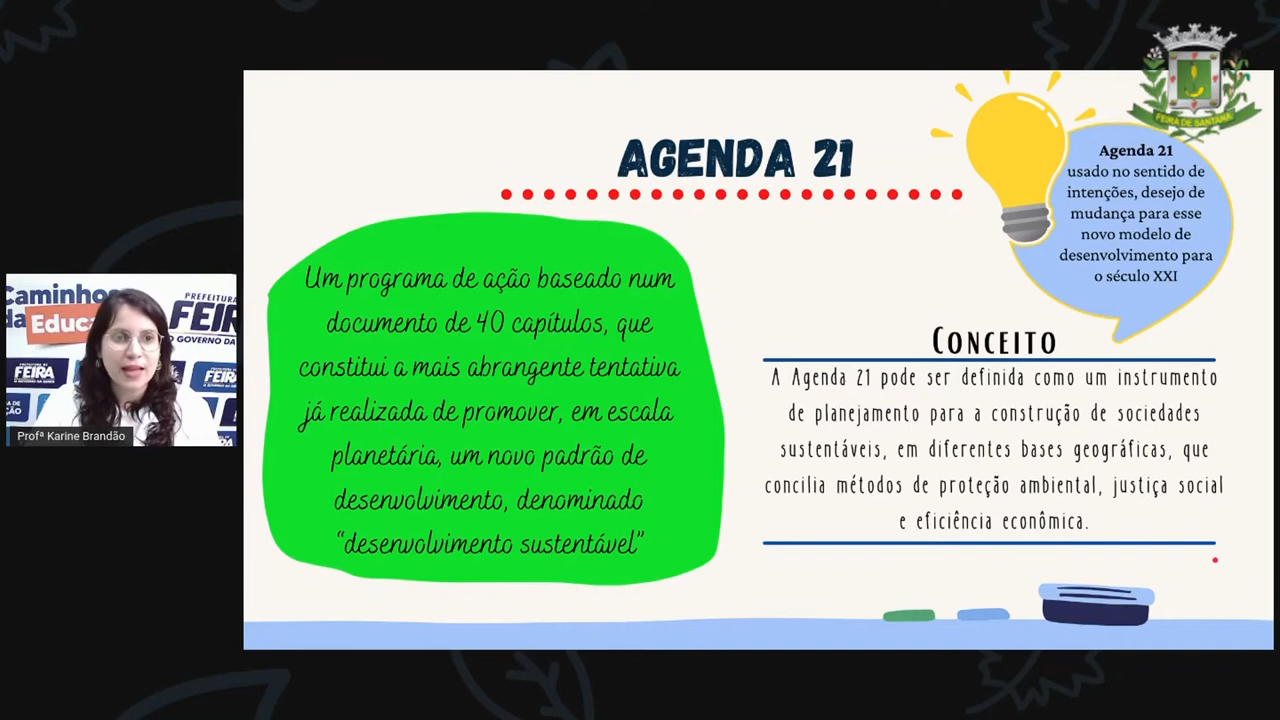 AGENDA 21
Um programa de ação baseado num
documento de 40 capítulos, que
constitui a mais abrangente tentativa
já realizada de promover, em escala
planetária, um novo padrão de
desenvolvimento, denominado
“desenvolvimento sustentável”
FEIRA DE SANTANA
Agenda 21
usado no sentido de
intenções, desejo de
mudança para esse
novo modelo de
desenvolvimento para
o século XXI
CONCEITO
A Agenda 21 pode ser definida como um instrumento
de planejamento para a construção de sociedades
sustentáveis, em diferentes bases geográficas, que
concilia métodos de proteção ambiental, justiça social
e eficiência econômica.
Caminhos
da Educa
PREFEITURA
FEIR
O GOVERNO DA
FEIRA
FEIRA
Profª Karine Brandão